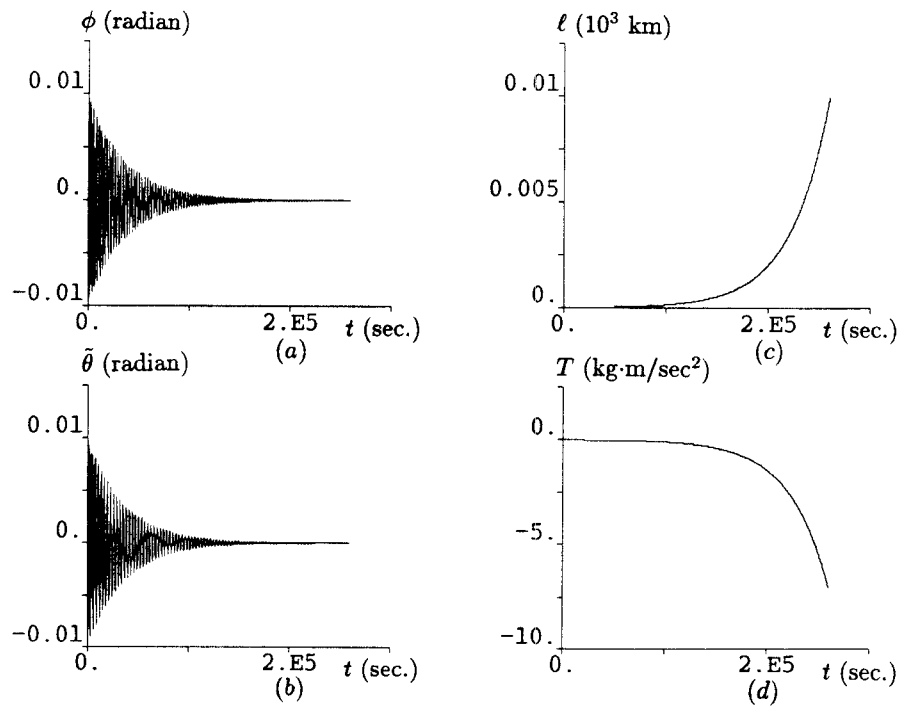 ϕ (radian)
0.01
0.
−0.01
0.
2.E5
t (sec.)
(a)
ℓ (10³ km)
0.01
0.005
0.
0.
2.E5
t (sec.)
(c)
θ̃ (radian)
0.01
0.
−0.01
0.
2.E5
t (sec.)
(b)
T (kg·m/sec²)
0.
−5.
−10.
0.
2.E5
t (sec.)
(d)